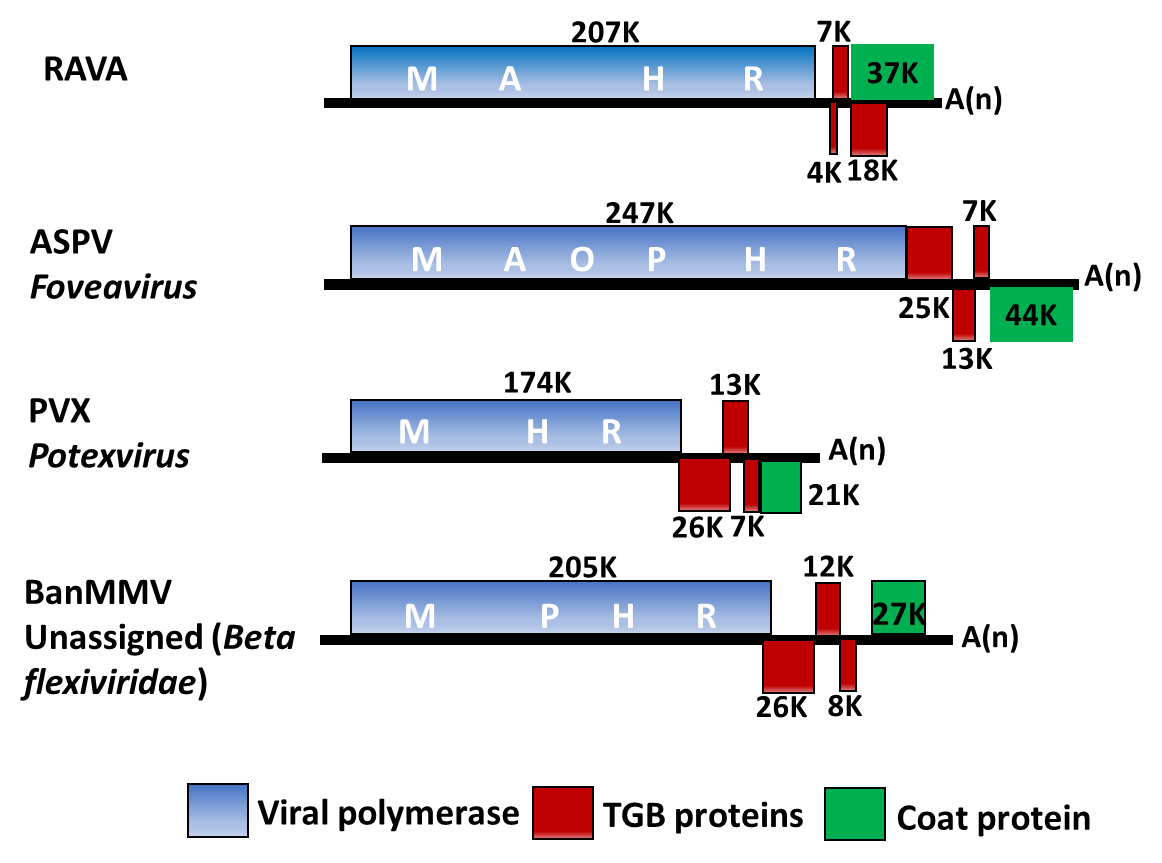 207K
7K
RAVA
M A H R
37K
A(n)
4K 18K
247K
7K
ASPV
Foveavirus
M A O P H R
A(n)
25K
44K
13K
174K
13K
PVX
Potexvirus
M H R
A(n)
21K
26K 7K
205K
12K
BanMMV
Unassigned (Beta
flexiviridae)
M P H R
27K
A(n)
26K 8K
Viral polymerase
TGB proteins
Coat protein